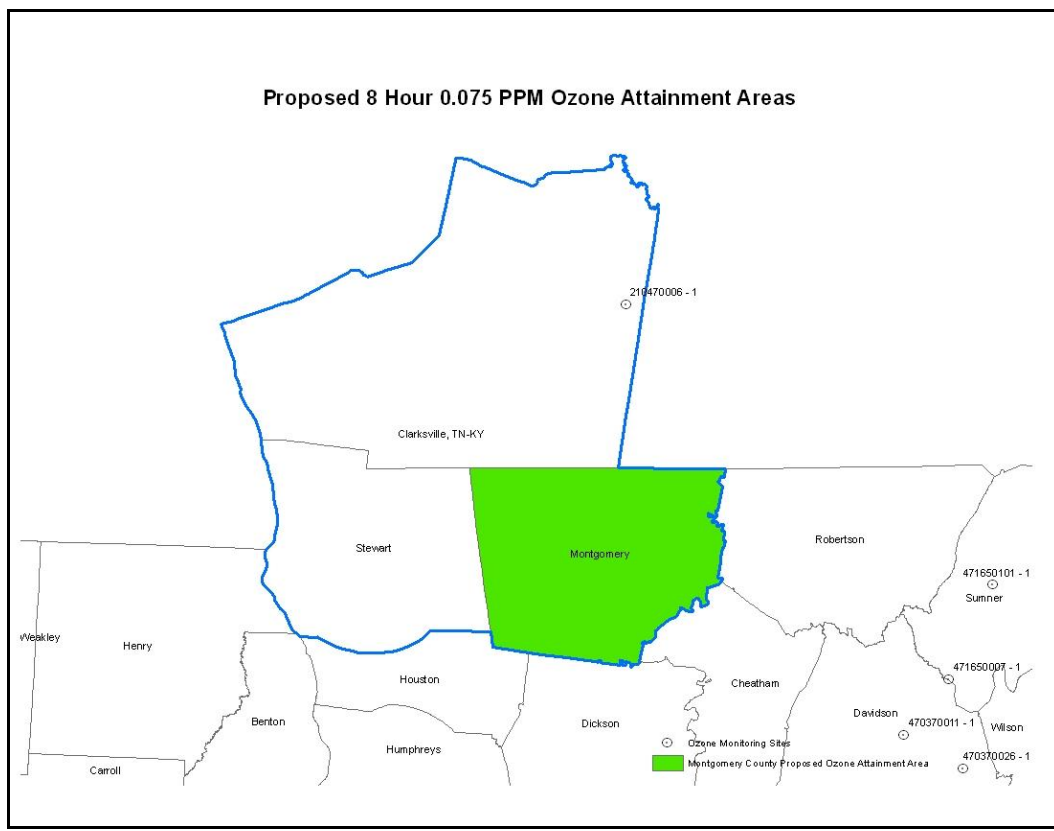 Proposed 8 Hour 0.075 PPM Ozone Attainment Areas
210470006 - 1
Clarksville, TN-KY
Stewart
Montgomery
Robertson
471650101 - 1
Sumner
Weakley
Henry
Houston
Cheatham
471650007 - 1
Benton
Dickson
Davidson
470370011 - 1
Wilson
Humphreys
Ozone Monitoring Sites
Carroll
Montgomery County Proposed Ozone Attainment Area
470370026 - 1